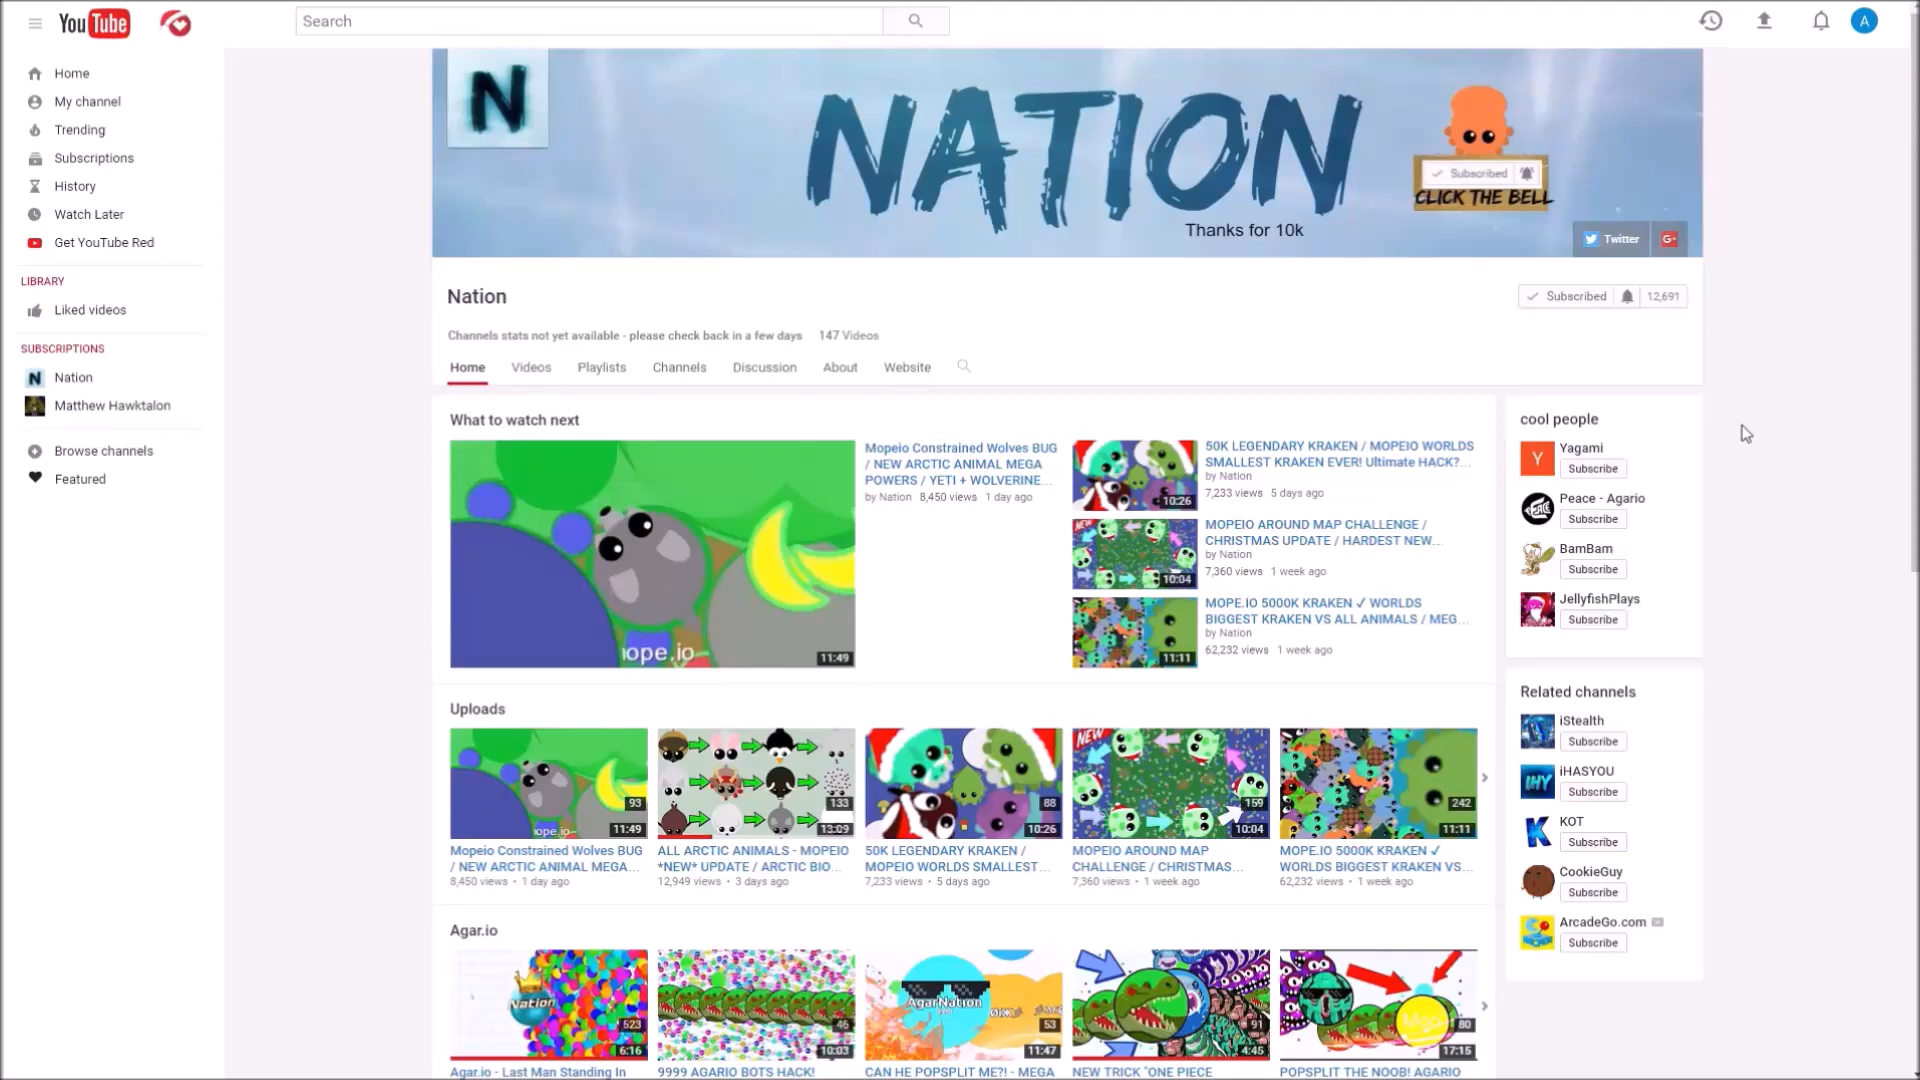 YouTube
Search
A
Home
My channel
Trending
Subscriptions
History
Watch Later
Get YouTube Red
LIBRARY
Liked videos
SUBSCRIPTIONS
N Nation
Matthew Hawktalon
Browse channels
Featured
N
NATION
Thanks for 10k
Subscribed
CLICK THE BELL
Twitter G+
Nation
Subscribed 12,691
Channels stats not yet available - please check back in a few days 147 Videos
Home Videos Playlists Channels Discussion About Website
What to watch next
ope.io
11:49
Mopeio Constrained Wolves BUG
/ NEW ARCTIC ANIMAL MEGA
POWERS / YETI + WOLVERINE...
by Nation 8,450 views 1 day ago
10:26
50K LEGENDARY KRAKEN / MOPEIO WORLDS
SMALLEST KRAKEN EVER! Ultimate HACK?...
by Nation
7,233 views 5 days ago
NEW
10:04
MOPEIO AROUND MAP CHALLENGE /
CHRISTMAS UPDATE / HARDEST NEW...
by Nation
7,360 views 1 week ago
11:11
MOPE.IO 5000K KRAKEN ✓ WORLDS
BIGGEST KRAKEN VS ALL ANIMALS / MEG...
by Nation
62,232 views 1 week ago
cool people
Y
Yagami
Subscribe
PEACE
Peace - Agario
Subscribe
BamBam
Subscribe
JellyfishPlays
Subscribe
Related channels
iStealth
Subscribe
IHY
iHASYOU
Subscribe
K
KOT
Subscribe
CookieGuy
Subscribe
ArcadeGo.com
Subscribe
Uploads
93
ope.io
11:49
Mopeio Constrained Wolves BUG
/ NEW ARCTIC ANIMAL MEGA...
8,450 views • 1 day ago
133
13:09
ALL ARCTIC ANIMALS - MOPEIO
*NEW* UPDATE / ARCTIC BIO...
12,949 views • 3 days ago
88
10:26
50K LEGENDARY KRAKEN /
MOPEIO WORLDS SMALLEST...
7,233 views • 5 days ago
NEW
159
10:04
MOPEIO AROUND MAP
CHALLENGE / CHRISTMAS...
7,360 views • 1 week ago
242
11:11
MOPE.IO 5000K KRAKEN ✓
WORLDS BIGGEST KRAKEN VS...
62,232 views • 1 week ago
Agar.io
Nation
523
6:16
Agar.io - Last Man Standing In
46
10:03
9999 AGARIO BOTS HACK!
AgarNation
53
11:47
CAN HE POPSPLIT ME?! - MEGA
91
4:45
NEW TRICK "ONE PIECE
80
17:15
POPSPLIT THE NOOB! AGARIO